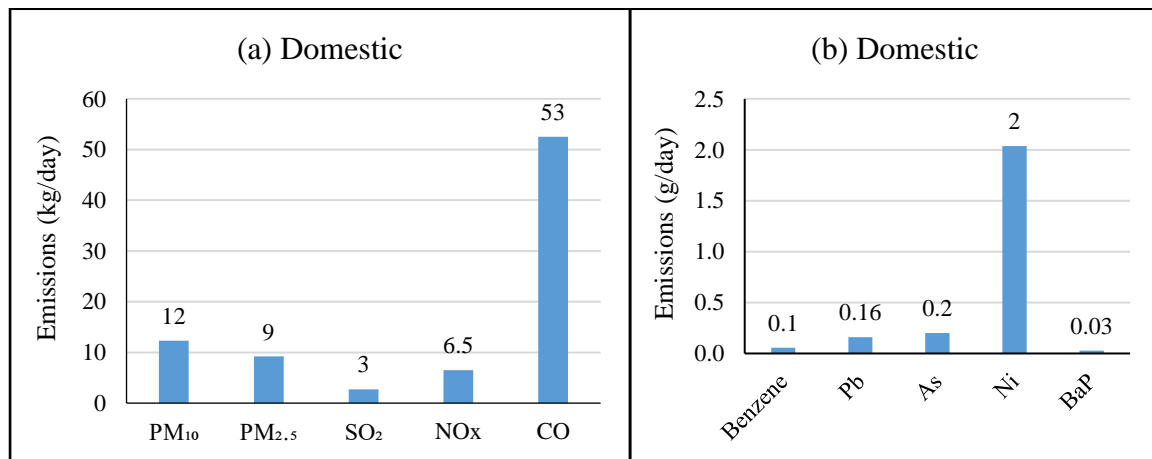 (a) Domestic
Emissions (kg/day)
60
50
40
30
20
10
0
12
9
3
6.5
53
PM₁₀
PM₂.₅
SO₂
NOx
CO
(b) Domestic
Emissions (g/day)
2.5
2.0
1.5
1.0
0.5
0.0
0.1
0.16
0.2
2
0.03
Benzene
Pb
As
Ni
BaP